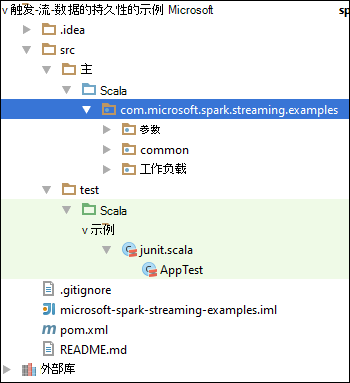 触发-流-数据的持久性的示例 Microsoft sp
.idea
src
主
Scala
com.microsoft.spark.streaming.examples
参数
common
工作负载
test
Scala
示例
junit.scala
AppTest
.gitignore
microsoft-spark-streaming-examples.iml
pom.xml
README.md
外部库